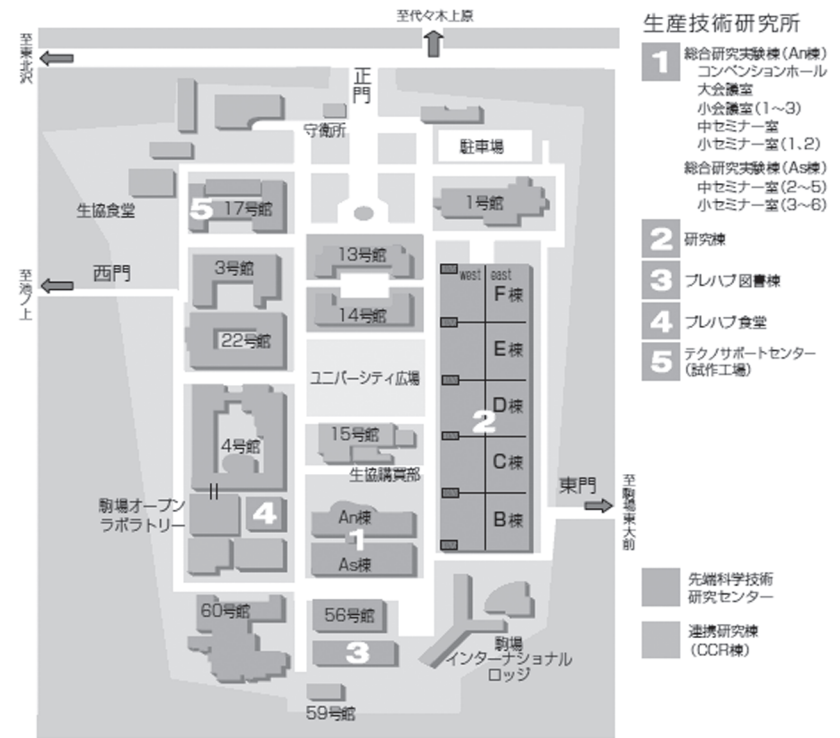 至代々木上原
至東北沢
正門
守衛所
駐車場
生協食堂
5
17号館
1号館
3号館
13号館
west
east
F棟
至池ノ上
西門
14号館
22号館
E棟
ユニバーシティ広場
D棟
2
15号館
4号館
C棟
生協購買部
東門
至駒場東大前
駒場オープン
ラボラトリー
4
An棟
B棟
1
As棟
60号館
56号館
3
駒場
インターナショナル
ロッジ
59号館
生産技術研究所
1
総合研究実験棟(An棟)
コンベンションホール
大会議室
小会議室(1~3)
中セミナー室
小セミナー室(1、2)
総合研究実験棟(As棟)
中セミナー室(2~5)
小セミナー室(3~6)
2
研究棟
3
プレハブ図書棟
4
プレハブ食堂
5
テクノサポートセンター
(試作工場)
先端科学技術
研究センター
連携研究棟
(CCR棟)